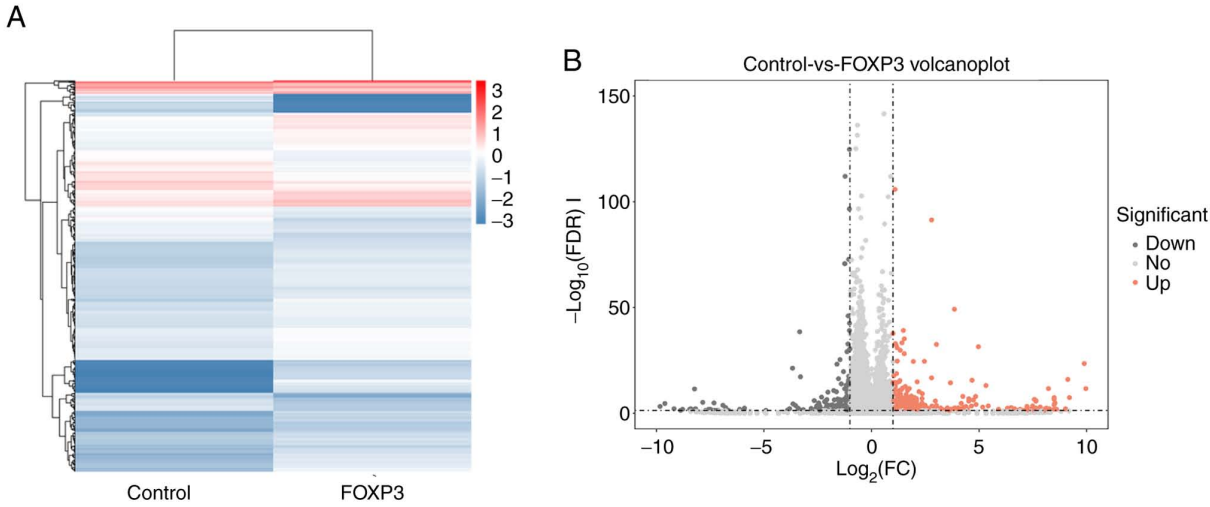 A
3
2
1
0
−1
−2
−3
Control
FOXP3
B
Control-vs-FOXP3 volcanoplot
−Log10(FDR) I
150
100
50
0
−10
−5
0
5
10
Log2(FC)
Significant
Down
No
Up